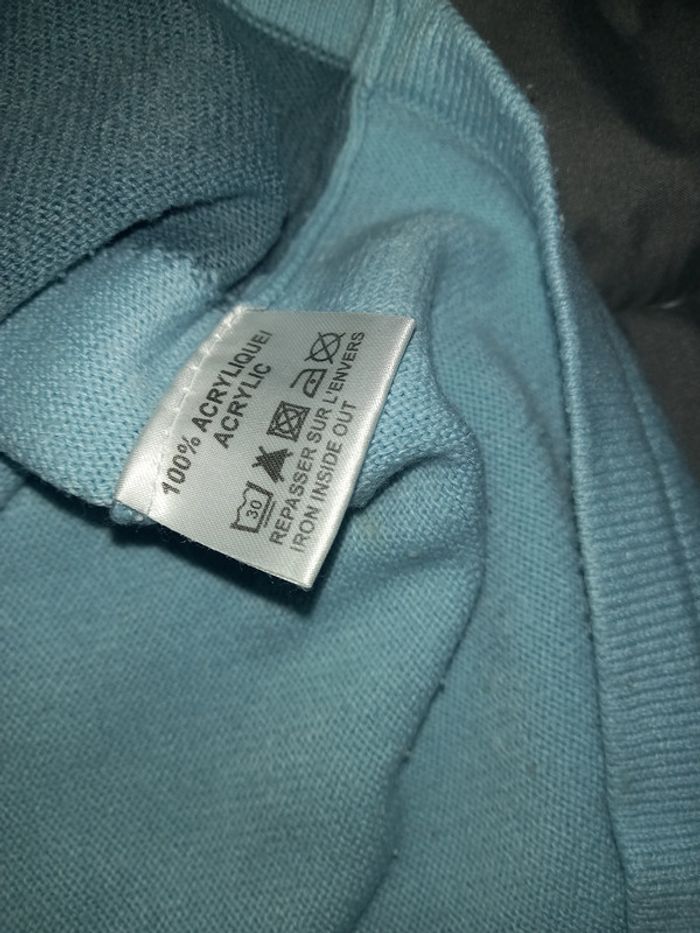 100% ACRYLIQUE/
ACRYLIC
30
REPASSER SUR L'ENVERS
IRON INSIDE OUT